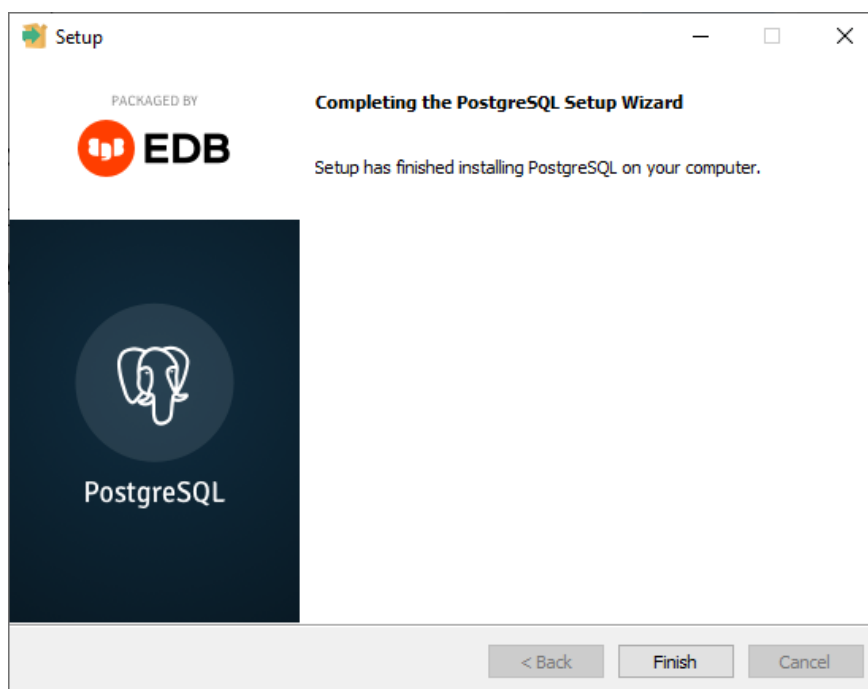 Setup
PACKAGED BY
EDB
Completing the PostgreSQL Setup Wizard
Setup has finished installing PostgreSQL on your computer.
PostgreSQL
< Back
Finish
Cancel